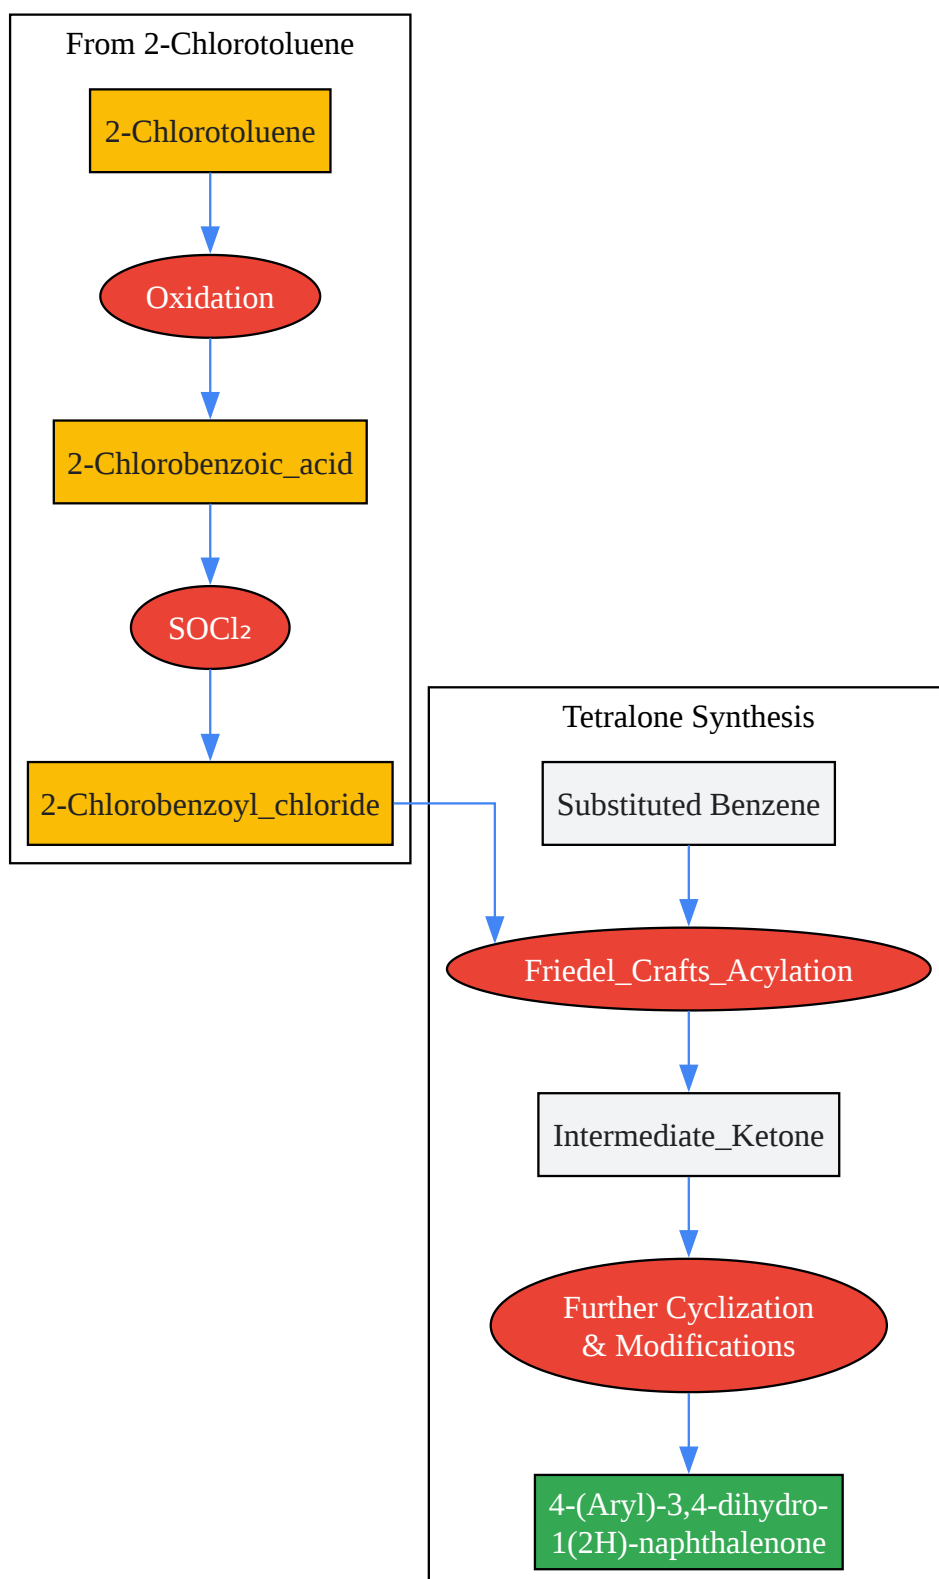 From 2-Chlorotoluene
2-Chlorotoluene
Oxidation
2-Chlorobenzoic_acid
SOCl₂
2-Chlorobenzoyl_chloride
Tetralone Synthesis
Substituted Benzene
Friedel_Crafts_Acylation
Intermediate_Ketone
Further Cyclization
& Modifications
4-(Aryl)-3,4-dihydro-
1(2H)-naphthalenone